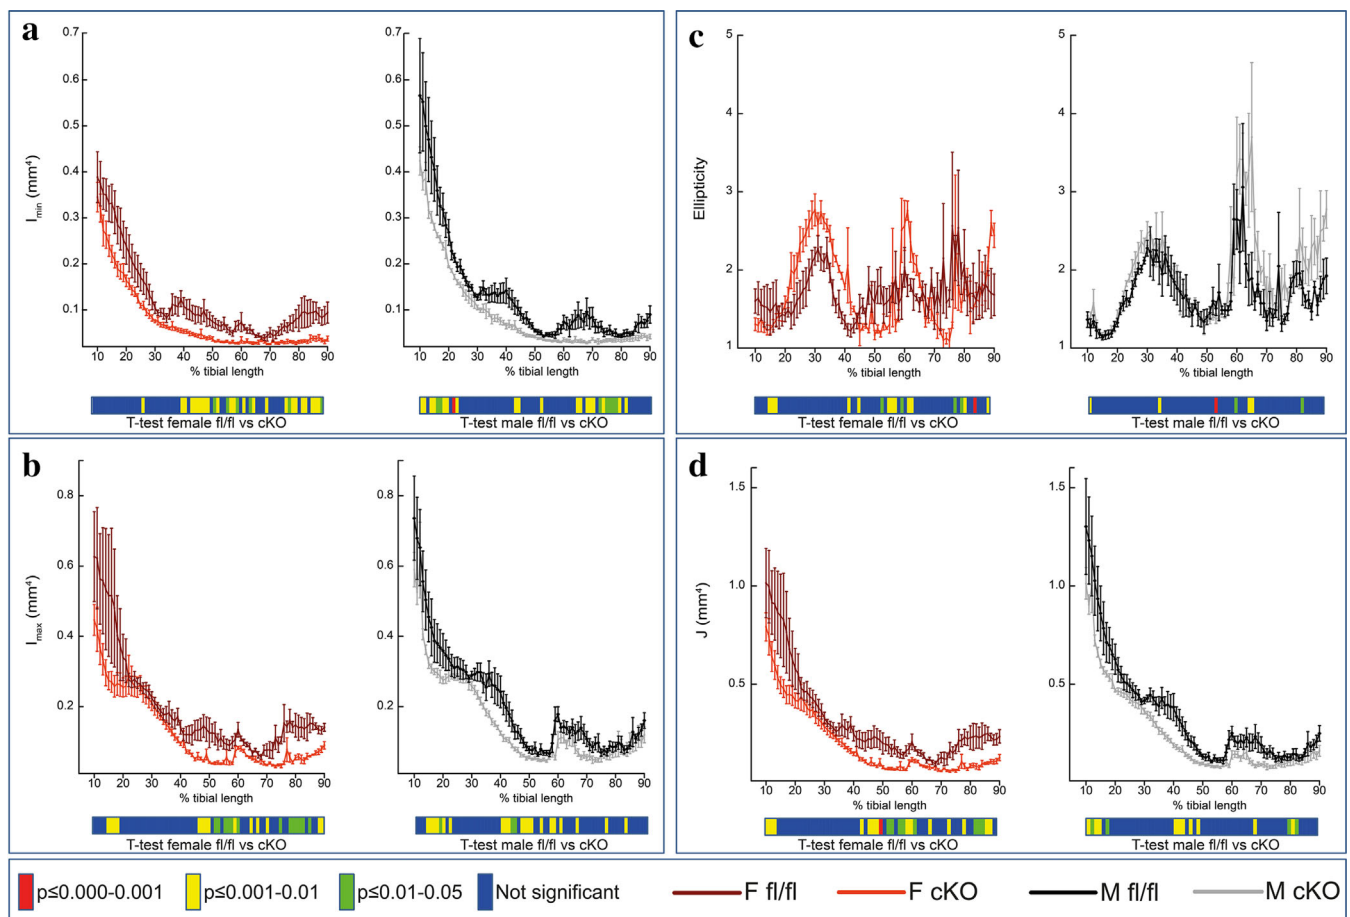 a
0.7
0.6
0.5
0.4
0.3
0.2
0.1
I min (mm⁴)
10 20 30 40 50 60 70 80 90
% tibial length
T-test female fl/fl vs cKO
0.7
0.6
0.5
0.4
0.3
0.2
0.1
10 20 30 40 50 60 70 80 90
% tibial length
T-test male fl/fl vs cKO
c
5
4
3
2
1
Ellipticity
10 20 30 40 50 60 70 80 90
% tibial length
T-test female fl/fl vs cKO
5
4
3
2
1
10 20 30 40 50 60 70 80 90
% tibial length
T-test male fl/fl vs cKO
b
0.8
0.6
0.4
0.2
I max (mm⁴)
10 20 30 40 50 60 70 80 90
% tibial length
T-test female fl/fl vs cKO
0.8
0.6
0.4
0.2
10 20 30 40 50 60 70 80 90
% tibial length
T-test male fl/fl vs cKO
d
1.5
1.0
0.5
J (mm⁴)
10 20 30 40 50 60 70 80 90
% tibial length
T-test female fl/fl vs cKO
1.5
1.0
0.5
10 20 30 40 50 60 70 80 90
% tibial length
T-test male fl/fl vs cKO
p≤0.000-0.001 p≤0.001-0.01 p≤0.01-0.05 Not significant F fl/fl F cKO M fl/fl M cKO